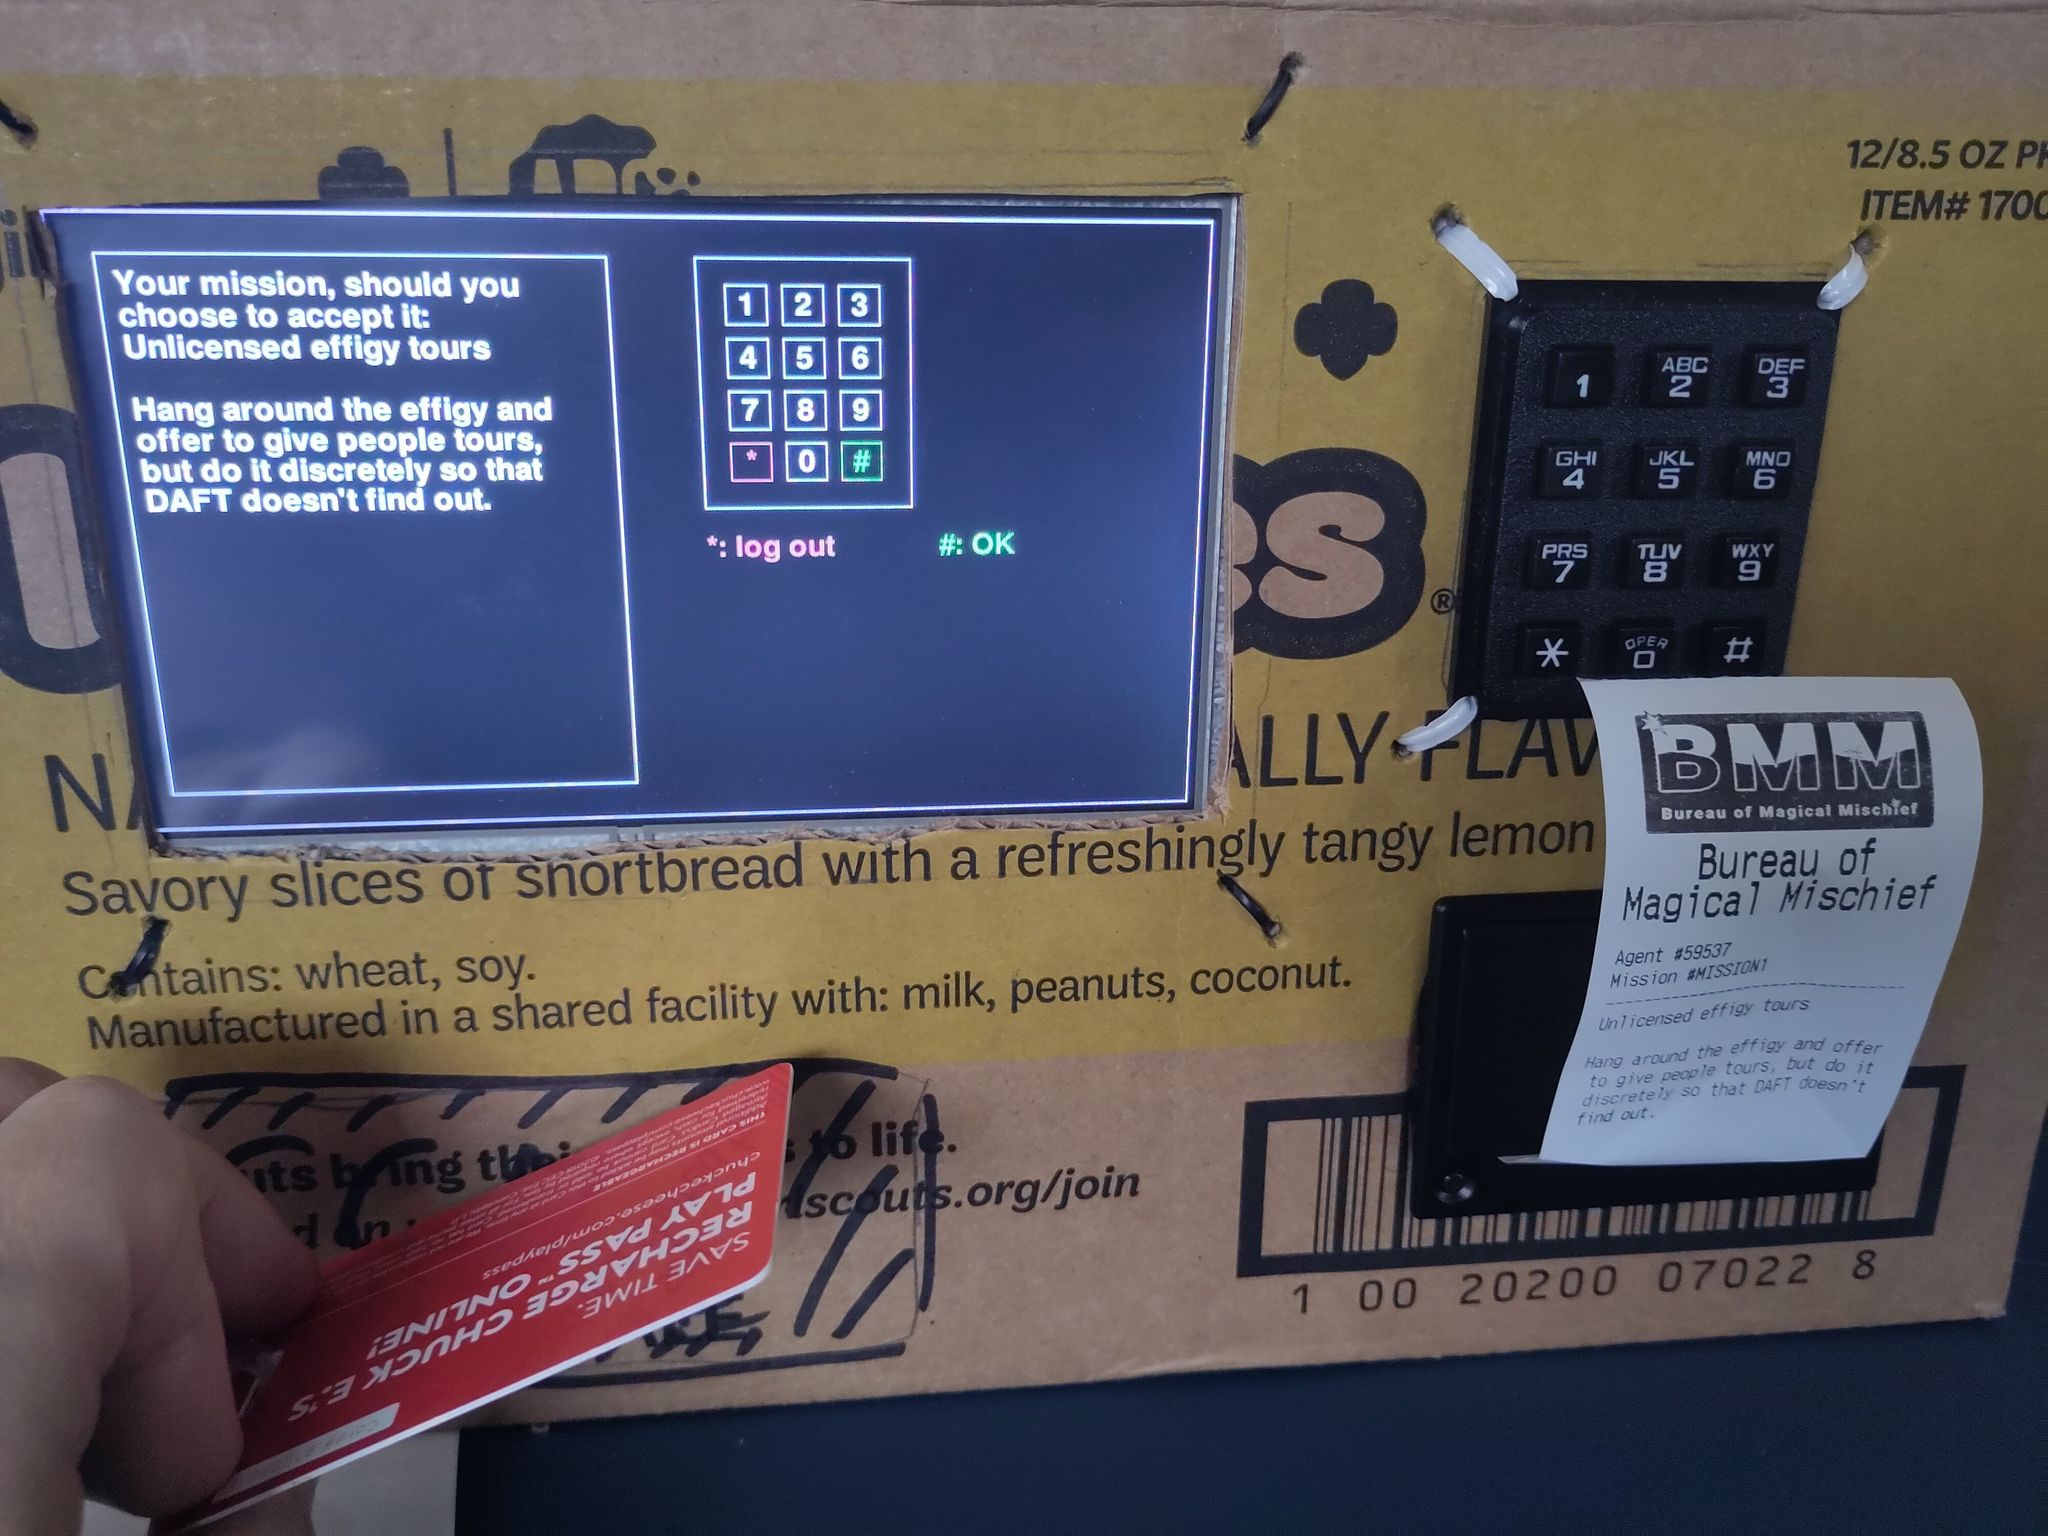 12/8.5 OZ
ITEM# 1700
Your mission, should you
choose to accept it:
Unlicensed effigy tours
Hang around the effigy and
offer to give people tours,
but do it discretely so that
DAFT doesn't find out.
1 2 3
4 5 6
7 8 9
* 0 #
*: log out #: OK
1 ABC 2 DEF 3
GHI 4 JKL 5 MNO 6
PRS 7 TUV 8 WXY 9
* OPER 0 #
®
BMM
Bureau of Magical Mischief
Bureau of
Magical Mischief
Agent #59537
Mission #MISSION1
Unlicensed effigy tours
Hang around the effigy and offer
to give people tours, but do it
discretely so that DAFT doesn't
find out.
Savory slices of shortbread with a refreshingly tangy lemon
Contains: wheat, soy.
Manufactured in a shared facility with: milk, peanuts, coconut.
bring to life.
scouts.org/join
SAVE TIME.
RECHARGE CHUCK E.'S
PLAY PASS™ ONLINE!
chuckecheese.com/playpass
THIS CARD IS RECHARGEABLE
1 00 20200 07022 8